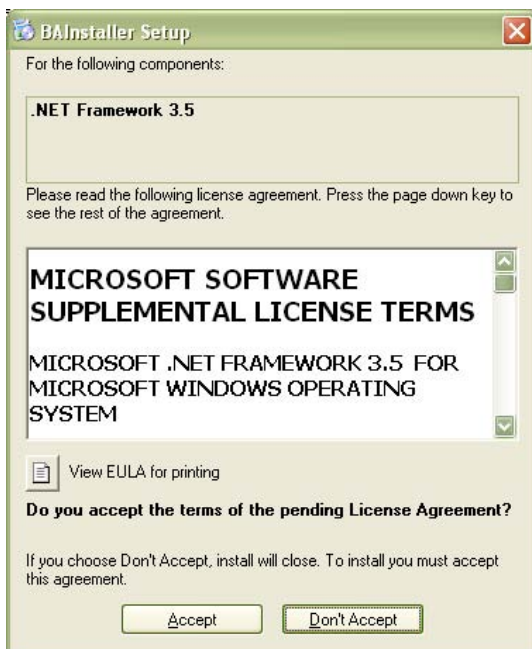 BAInstaller Setup
For the following components:
.NET Framework 3.5
Please read the following license agreement. Press the page down key to
see the rest of the agreement.
MICROSOFT SOFTWARE
SUPPLEMENTAL LICENSE TERMS
MICROSOFT .NET FRAMEWORK 3.5 FOR
MICROSOFT WINDOWS OPERATING
SYSTEM
View EULA for printing
Do you accept the terms of the pending License Agreement?
If you choose Don't Accept, install will close. To install you must accept
this agreement.
Accept
Don't Accept